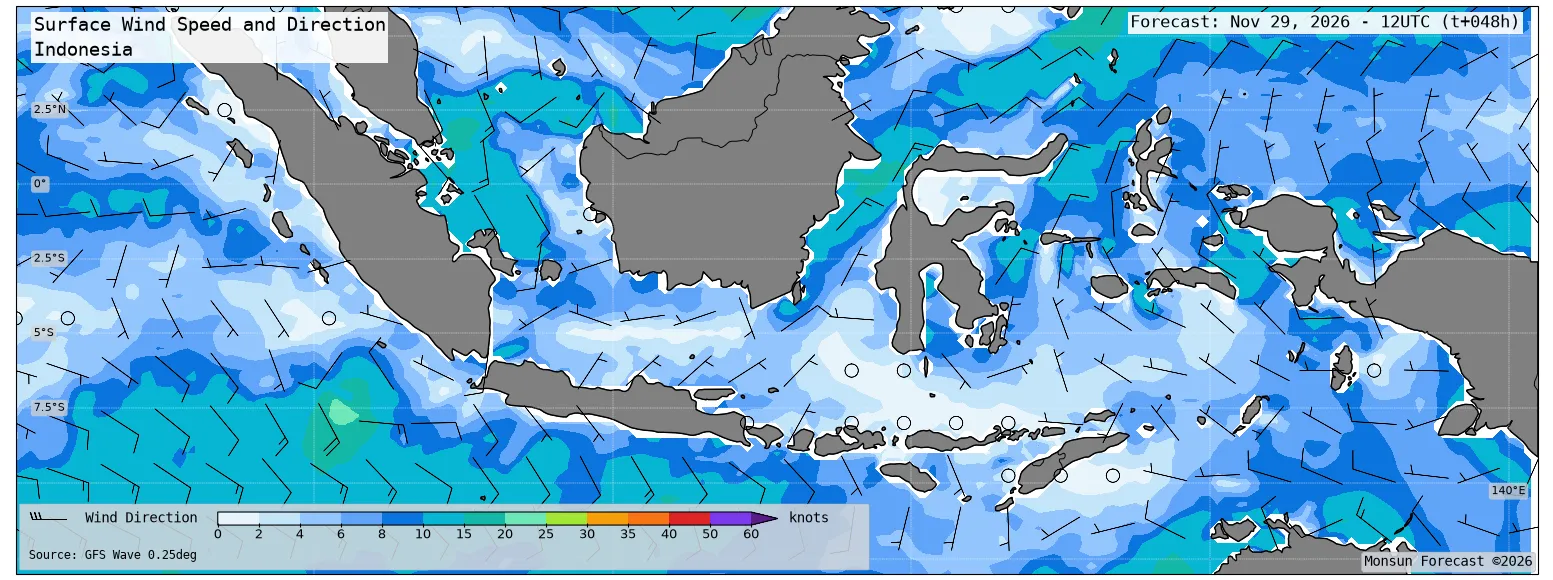 Surface Wind Speed and Direction
Indonesia
Forecast: Nov 29, 2026 - 12UTC (t+048h)
2.5°N
0°
2.5°S
5°S
7.5°S
140°E
Wind Direction
0 2 4 6 8 10 15 20 25 30 35 40 50 60
knots
Source: GFS Wave 0.25deg
Monsun Forecast ©2026